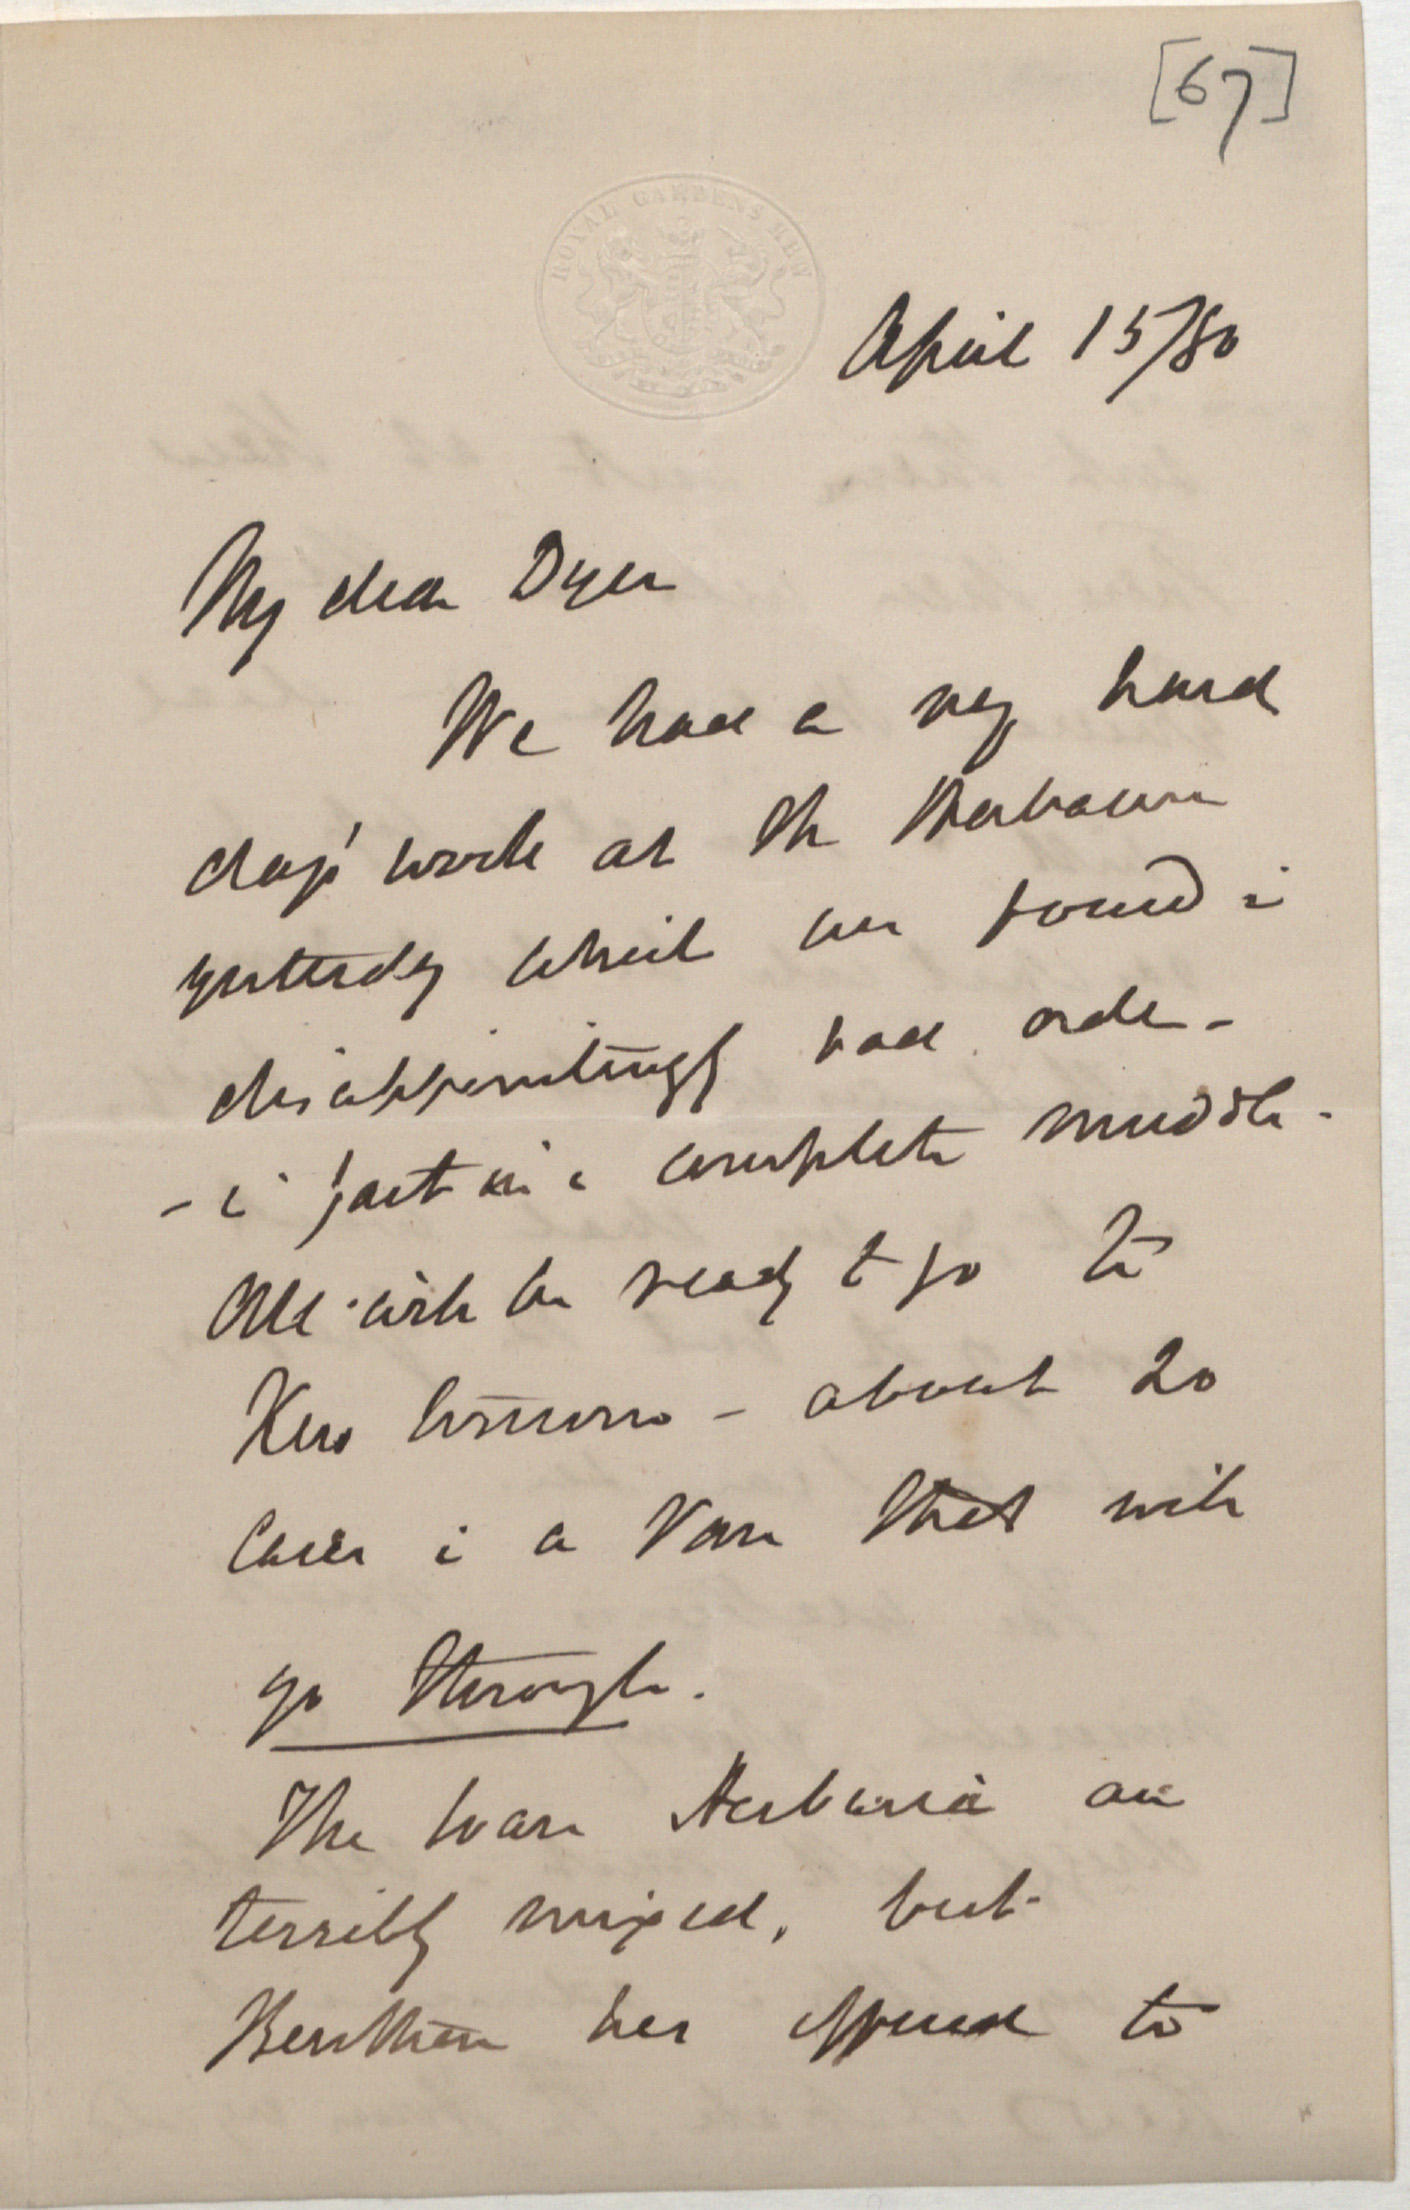 [67]
ROYAL GARDENS KEW
April 15/80
My dear Dyer
We had a very hard
day's work at the Herbarium
yesterday which we found in
disappointingly bad order -
- in fact in a complete muddle -
All will be ready to go to
Kew tomorrow - about 20
Cases in a Van that will
go through.
The Herbaria are
terribly mixed, but
Bentham has offered to